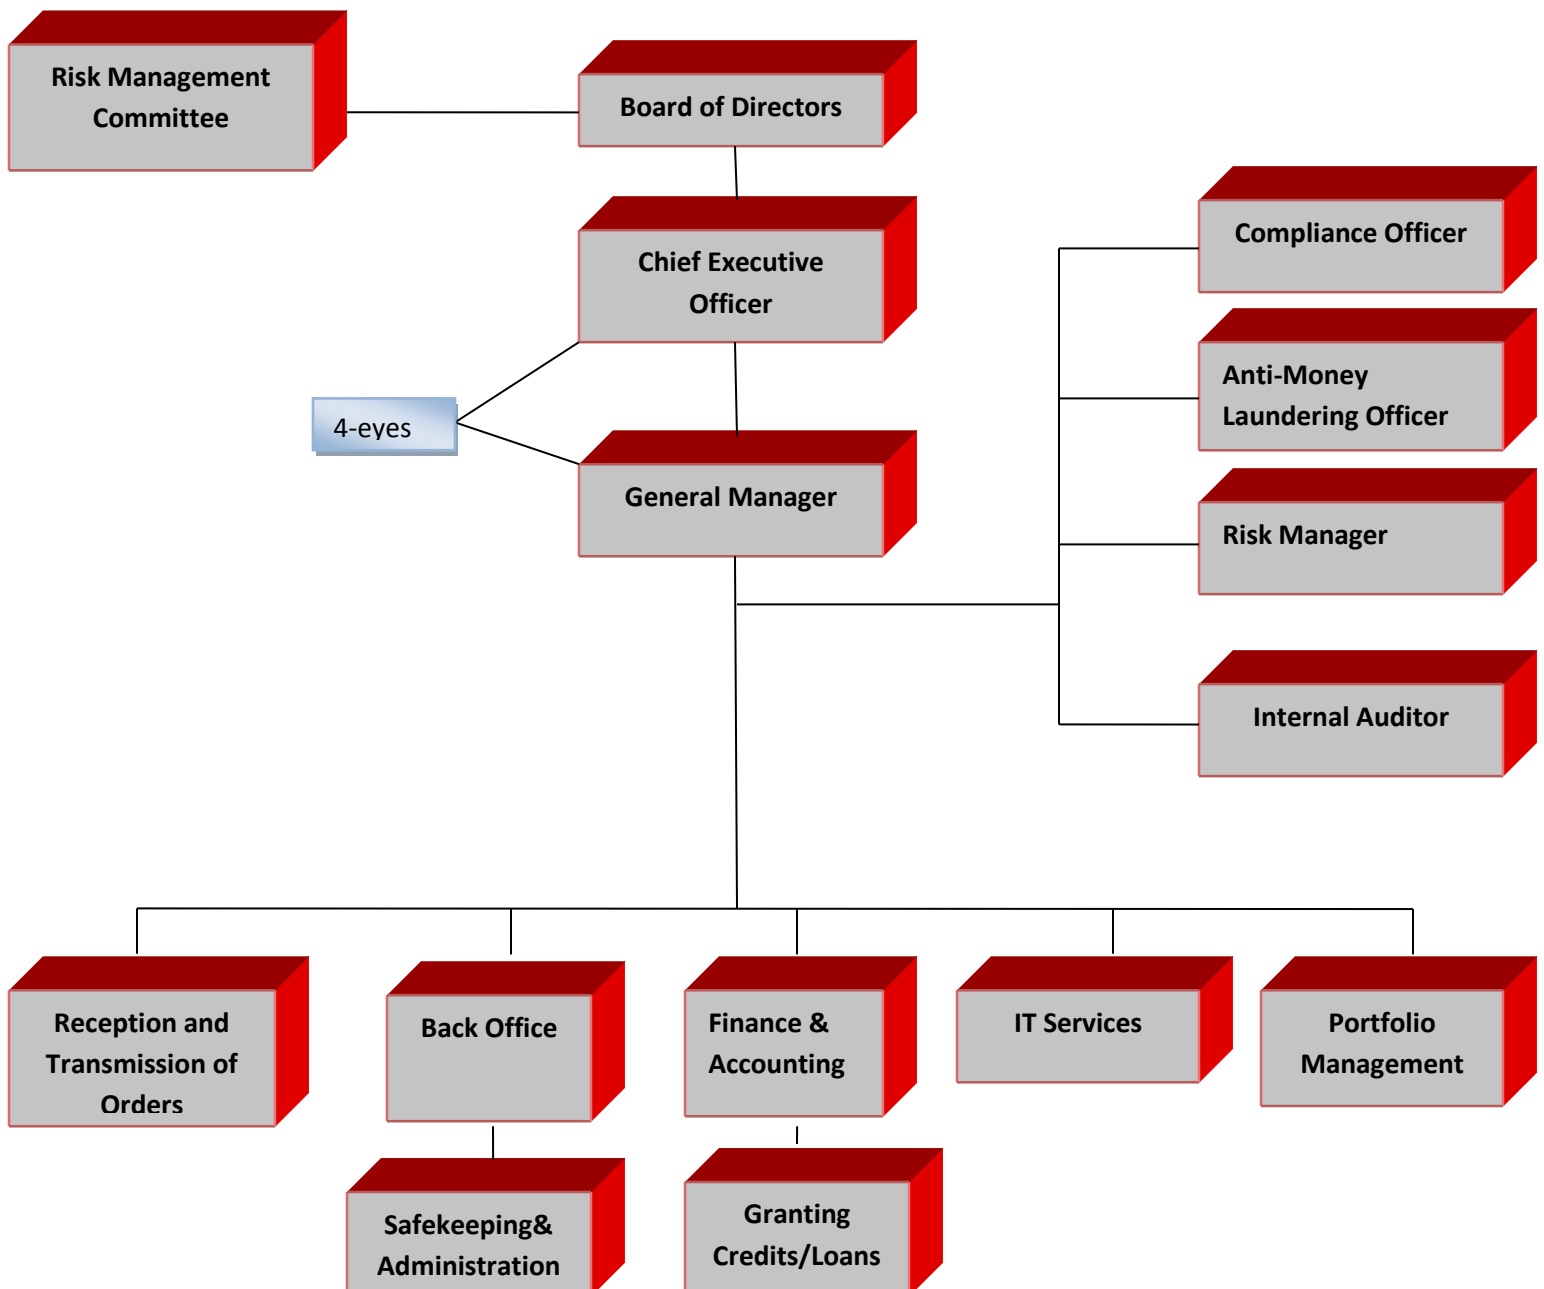 Risk Management
Committee
Board of Directors
Chief Executive
Officer
4-eyes
General Manager
Compliance Officer
Anti-Money
Laundering Officer
Risk Manager
Internal Auditor
Reception and
Transmission of
Orders
Back Office
Finance &
Accounting
IT Services
Portfolio
Management
Safekeeping&
Administration
Granting
Credits/Loans